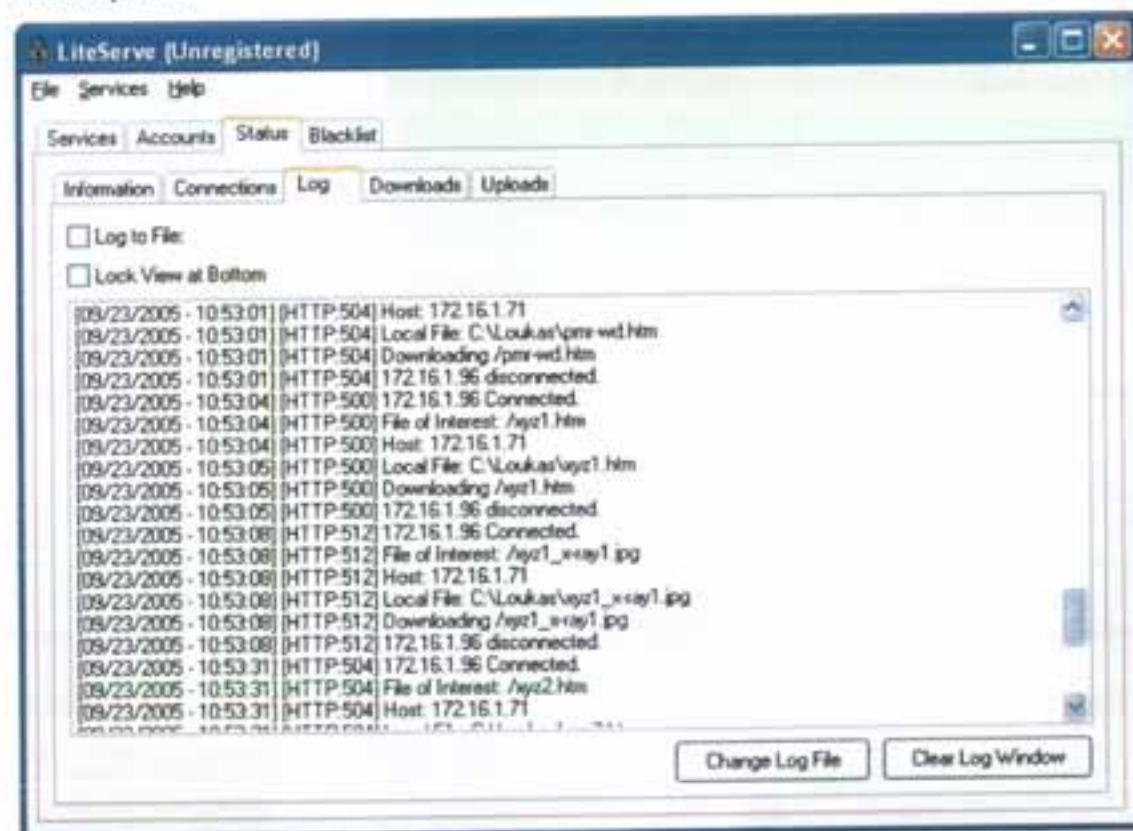 LiteServe (Unregistered)
File Services Help
Services Accounts Status Blacklist
Information Connections Log Downloads Uploads
Log to File:
Lock View at Bottom
[09/23/2005 - 10:53:01] [HTTP:504] Host: 172.16.1.71
[09/23/2005 - 10:53:01] [HTTP:504] Local File: C:\Loukas\pmr-wd.htm
[09/23/2005 - 10:53:01] [HTTP:504] Downloading /pmr-wd.htm
[09/23/2005 - 10:53:01] [HTTP:504] 172.16.1.96 disconnected.
[09/23/2005 - 10:53:04] [HTTP:500] 172.16.1.96 Connected.
[09/23/2005 - 10:53:04] [HTTP:500] File of Interest: /xyz1.htm
[09/23/2005 - 10:53:04] [HTTP:500] Host: 172.16.1.71
[09/23/2005 - 10:53:05] [HTTP:500] Local File: C:\Loukas\xyz1.htm
[09/23/2005 - 10:53:05] [HTTP:500] Downloading /xyz1.htm
[09/23/2005 - 10:53:05] [HTTP:500] 172.16.1.96 disconnected.
[09/23/2005 - 10:53:08] [HTTP:512] 172.16.1.96 Connected.
[09/23/2005 - 10:53:08] [HTTP:512] File of Interest: /xyz1_x-ray1.jpg
[09/23/2005 - 10:53:08] [HTTP:512] Host: 172.16.1.71
[09/23/2005 - 10:53:08] [HTTP:512] Local File: C:\Loukas\xyz1_x-ray1.jpg
[09/23/2005 - 10:53:08] [HTTP:512] Downloading /xyz1_x-ray1.jpg
[09/23/2005 - 10:53:08] [HTTP:512] 172.16.1.96 disconnected.
[09/23/2005 - 10:53:31] [HTTP:504] 172.16.1.96 Connected.
[09/23/2005 - 10:53:31] [HTTP:504] File of Interest: /xyz2.htm
[09/23/2005 - 10:53:31] [HTTP:504] Host: 172.16.1.71
Change Log File Clear Log Window